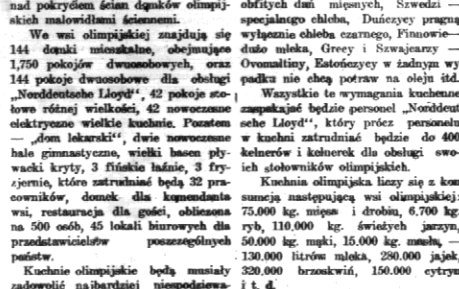 nad pokryciem ścian domków olimpij-
skich malowidłami ściennemi.
We wsi olimpijskiej znajdują się
144 domki mieszkalne, obejmujące
1,750 pokojów dwuosobowych, oraz
144 pokoje dwuosobowe dla obsługi
„Norddeutsche Lloyd“, 42 pokoje sto-
łowe różnej wielkości, 42 nowoczesne
elektryczne wielkie kuchnie. Pozatem
— „dom lekarski“, dwie nowoczesne
hale gimnastyczne, wielki basen pły-
wacki kryty, 3 fińskie łaźnie, 3 fry-
zjernie, które zatrudniać będą 32 pra-
cowników, domek dla komendanta
wsi, restauracja dla gości, obliczona
na 500 osób, 45 lokali biurowych dla
przedstawicielstw poszczególnych
państw.
Kuchnie olimpijskie będą musiały
zadowolić najbardziej niespodziewa-
obfitych dań mięsnych, Szwedzi —
specjalnego chleba, Duńczycy pragną
wyłącznie chleba czarnego, Finnowie—
dużo mleka, Grecy i Szwajcarzy —
Ovomaltiny, Estończycy w żadnym wy
padku nie chcą potraw na oleju itd.
Wszystkie te wymagania kuchenne
zaspakajać będzie personel „Norddeut
sche Lloyd“, który prócz personelu
w kuchni zatrudniać będzie do 400
kelnerów i kelnerek dla obsługi swo-
ich stołowników olimpijskich.
Kuchnia olimpijska liczy się z kon
sumcją następującą wsi olimpijskiej:
75.000 kg. mięsa i drobiu, 6.700 kg.
ryb, 110.000 kg. świeżych jarzyn,
50.000 kg. mąki, 15.000 kg. masła, —
130.000 litrów mleka, 280.000 jajek,
320,000 brzoskwiń, 150.000 cytryn
i t. d.